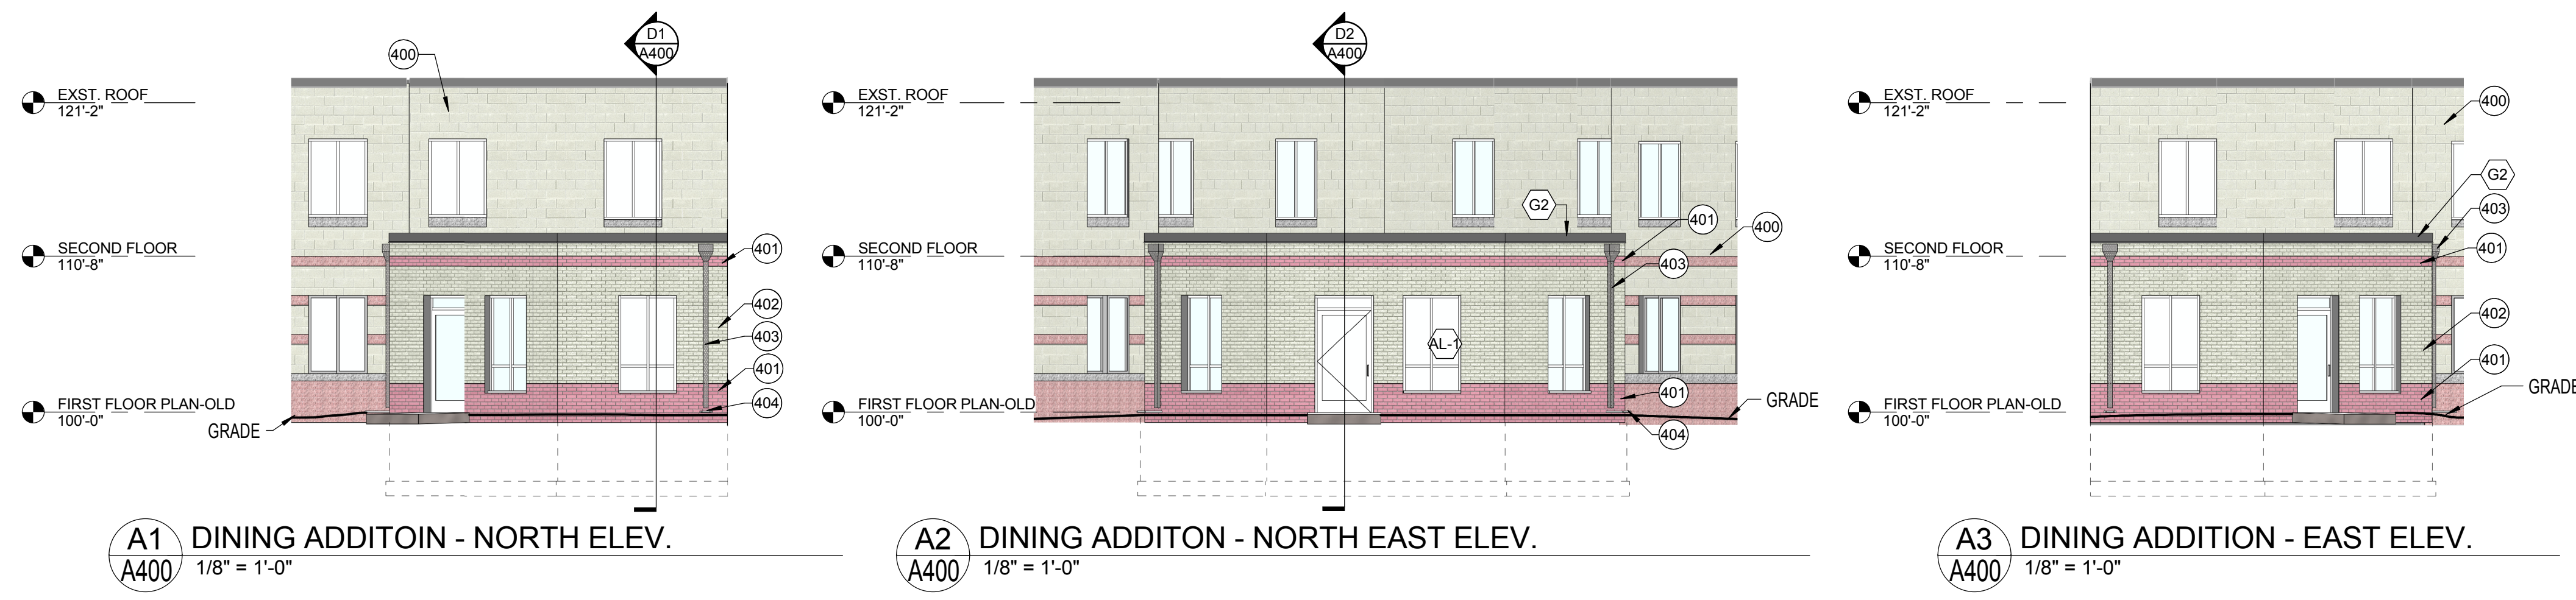 D1
A400
400
EXST. ROOF
121'-2"
SECOND FLOOR
110'-8"
401
402
403
401
404
FIRST FLOOR PLAN-OLD
100'-0"
GRADE
A1
A400
DINING ADDITOIN - NORTH ELEV.
1/8" = 1'-0"
D2
A400
EXST. ROOF
121'-2"
G2
401
400
SECOND FLOOR
110'-8"
403
AL-1
401
GRADE
FIRST FLOOR PLAN-OLD
100'-0"
404
A2
A400
DINING ADDITON - NORTH EAST ELEV.
1/8" = 1'-0"
EXST. ROOF
121'-2"
400
G2
403
SECOND FLOOR
110'-8"
401
402
401
GRADE
FIRST FLOOR PLAN-OLD
100'-0"
A3
A400
DINING ADDITION - EAST ELEV.
1/8" = 1'-0"